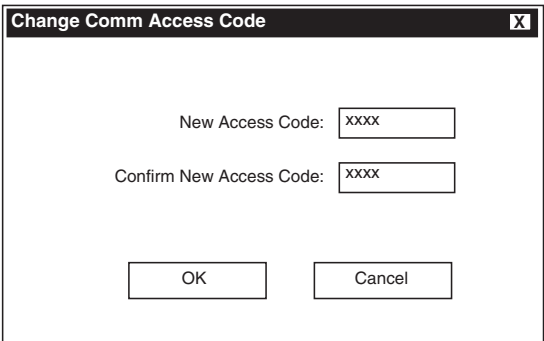 Change Comm Access Code X
New Access Code: xxxx
Confirm New Access Code: xxxx
OK Cancel